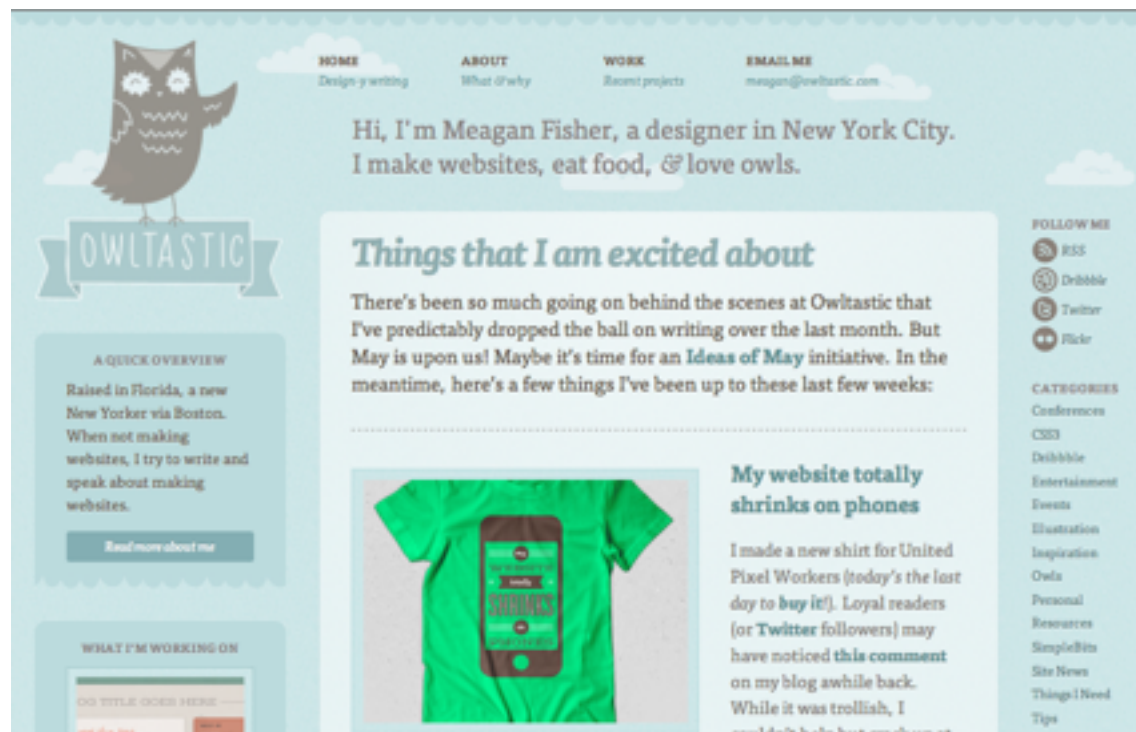 HOME
Design-y writing
ABOUT
What & why
WORK
Recent projects
EMAIL ME
meagan@owltastic.com
Hi, I'm Meagan Fisher, a designer in New York City.
I make websites, eat food, & love owls.
OWLTASTIC
A QUICK OVERVIEW
Raised in Florida, a new
New Yorker via Boston.
When not making
websites, I try to write and
speak about making
websites.
Read more about me
WHAT I'M WORKING ON
OG TITLE GOES HERE
Things that I am excited about
There's been so much going on behind the scenes at Owltastic that
I've predictably dropped the ball on writing over the last month. But
May is upon us! Maybe it's time for an Ideas of May initiative. In the
meantime, here's a few things I've been up to these last few weeks:
my
WEBSITE
totally
SHRINKS
on
PHONES
My website totally
shrinks on phones
I made a new shirt for United
Pixel Workers (today's the last
day to buy it!). Loyal readers
(or Twitter followers) may
have noticed this comment
on my blog awhile back.
While it was trollish, I
FOLLOW ME
RSS
Dribbble
Twitter
Flickr
CATEGORIES
Conferences
CSS3
Dribbble
Entertainment
Events
Illustration
Inspiration
Owls
Personal
Resources
SimpleBits
Site News
Things I Need
Tips